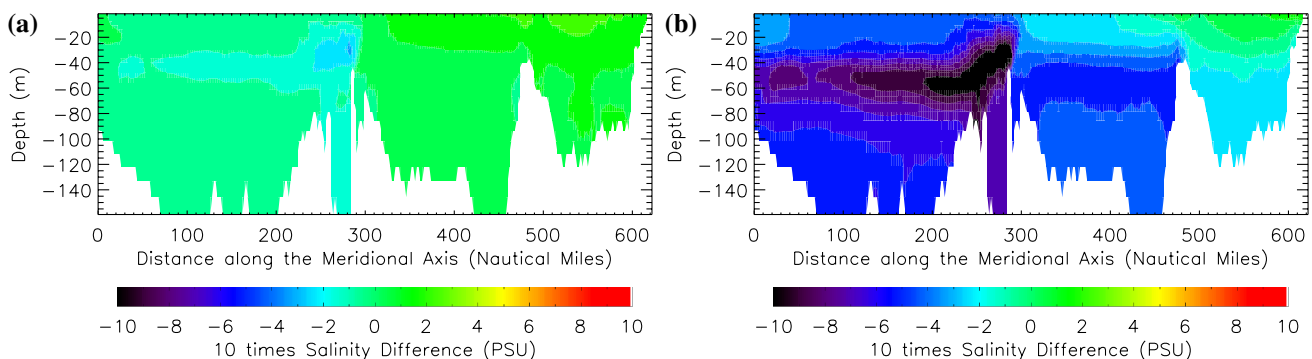 (a)
Depth (m)
−20
−40
−60
−80
−100
−120
−140
0 100 200 300 400 500 600
Distance along the Meridional Axis (Nautical Miles)
−10 −8 −6 −4 −2 0 2 4 6 8 10
10 times Salinity Difference (PSU)
(b)
Depth (m)
−20
−40
−60
−80
−100
−120
−140
0 100 200 300 400 500 600
Distance along the Meridional Axis (Nautical Miles)
−10 −8 −6 −4 −2 0 2 4 6 8 10
10 times Salinity Difference (PSU)